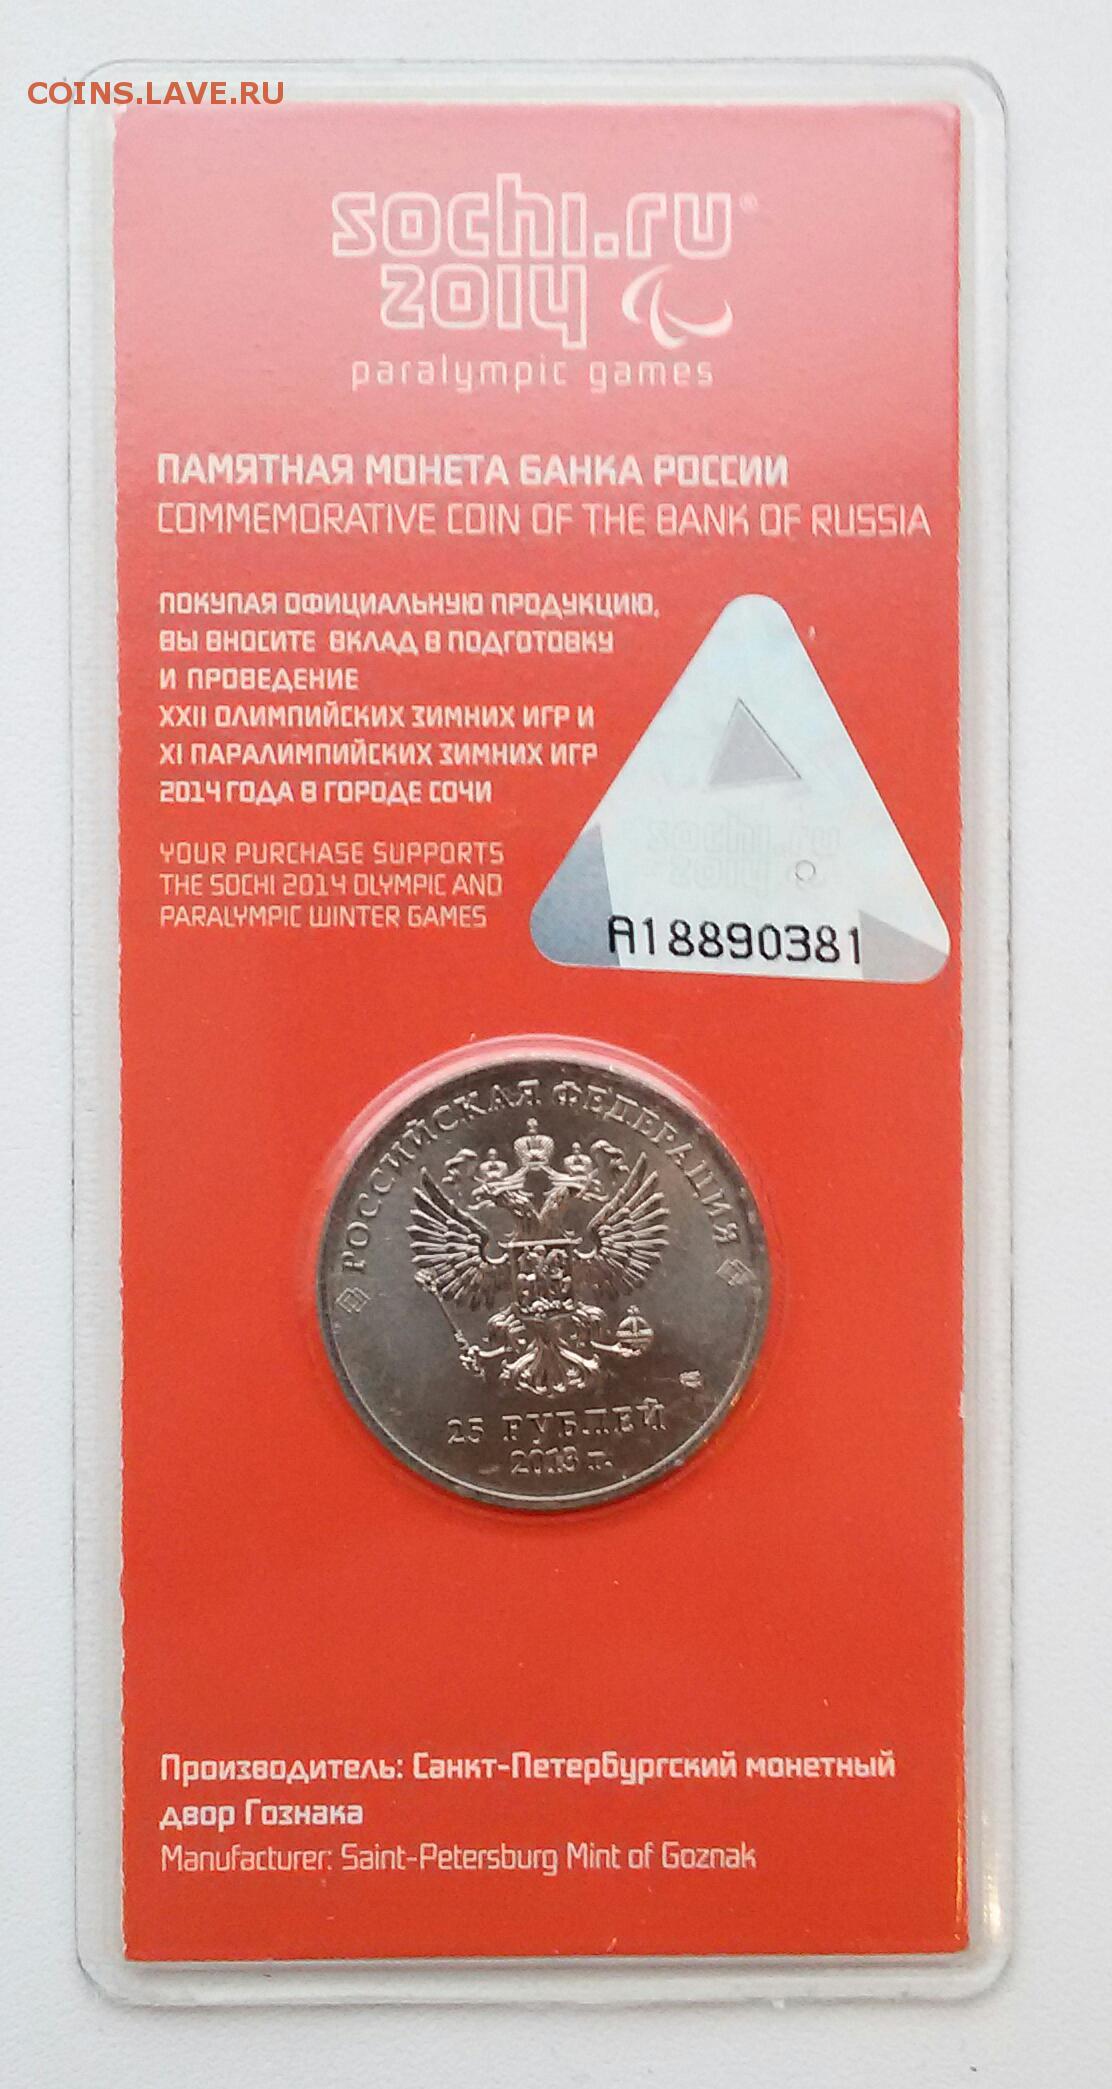 COINS.LAVE.RU
sochi.ru®
2014
paralympic games
ПАМЯТНАЯ МОНЕТА БАНКА РОССИИ
COMMEMORATIVE COIN OF THE BANK OF RUSSIA
ПОКУПАЯ ОФИЦИАЛЬНУЮ ПРОДУКЦИЮ,
ВЫ ВНОСИТЕ ВКЛАД В ПОДГОТОВКУ
И ПРОВЕДЕНИЕ
XXII ОЛИМПИЙСКИХ ЗИМНИХ ИГР И
XI ПАРАЛИМПИЙСКИХ ЗИМНИХ ИГР
2014 ГОДА В ГОРОДЕ СОЧИ
YOUR PURCHASE SUPPORTS
THE SOCHI 2014 OLYMPIC AND
PARALYMPIC WINTER GAMES
sochi.ru
2014
A18890381
РОССИЙСКАЯ ФЕДЕРАЦИЯ
25 РУБЛЕЙ
2013 г.
Производитель: Санкт-Петербургский монетный
двор Гознака
Manufacturer: Saint-Petersburg Mint of Goznak